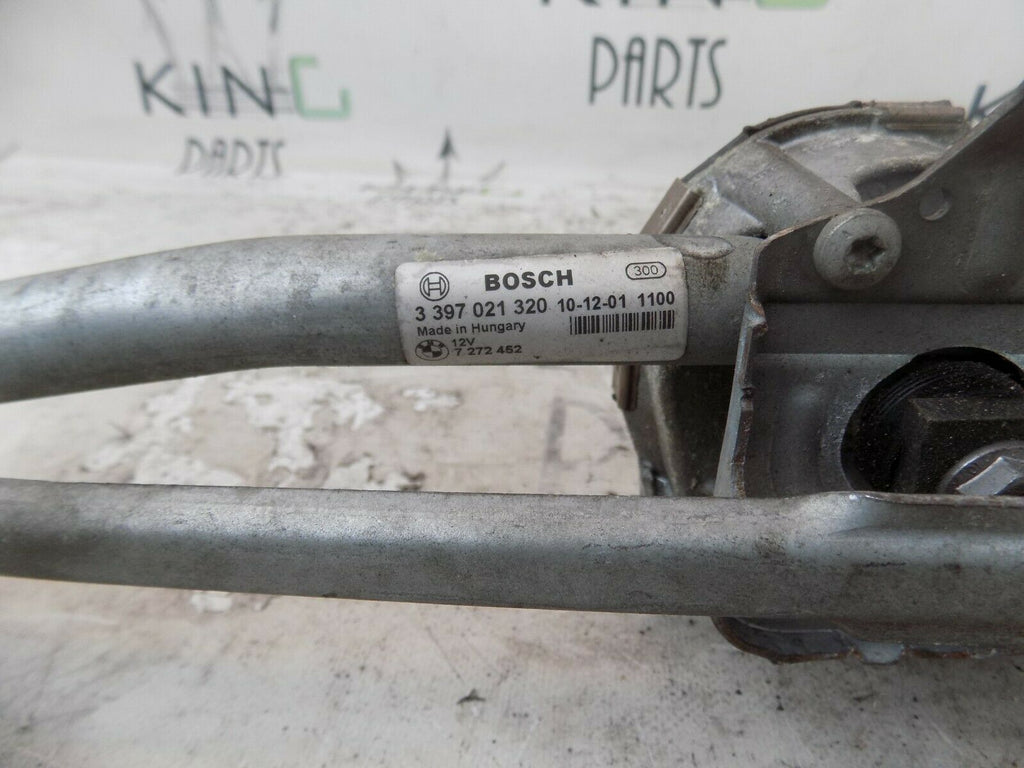 KING
PARTS
PARTS
BOSCH 300
3 397 021 320 10-12-01 1100
Made in Hungary
12V
7 272 452